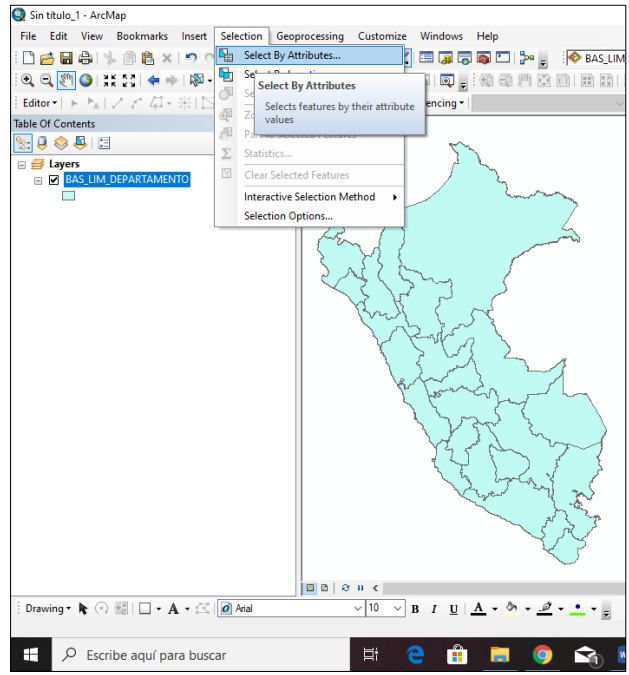 Sin título_1 - ArcMap
File Edit View Bookmarks Insert Selection Geoprocessing Customize Windows Help
Select By Attributes...
BAS_LIM
Select By Attributes
Selects features by their attribute
values
Editor
encing
Table Of Contents
Layers
BAS_LIM_DEPARTAMENTO
Statistics...
Clear Selected Features
Interactive Selection Method
Selection Options...
Drawing A Arial 10 B I U A
Escribe aquí para buscar